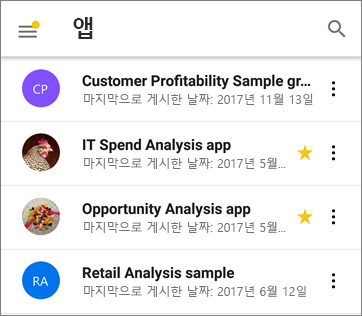 앱
CP
Customer Profitability Sample gr...
마지막으로 게시한 날짜: 2017년 11월 13일
IT Spend Analysis app
마지막으로 게시한 날짜: 2017년 5월...
Opportunity Analysis app
마지막으로 게시한 날짜: 2017년 5월...
RA
Retail Analysis sample
마지막으로 게시한 날짜: 2017년 6월 12일